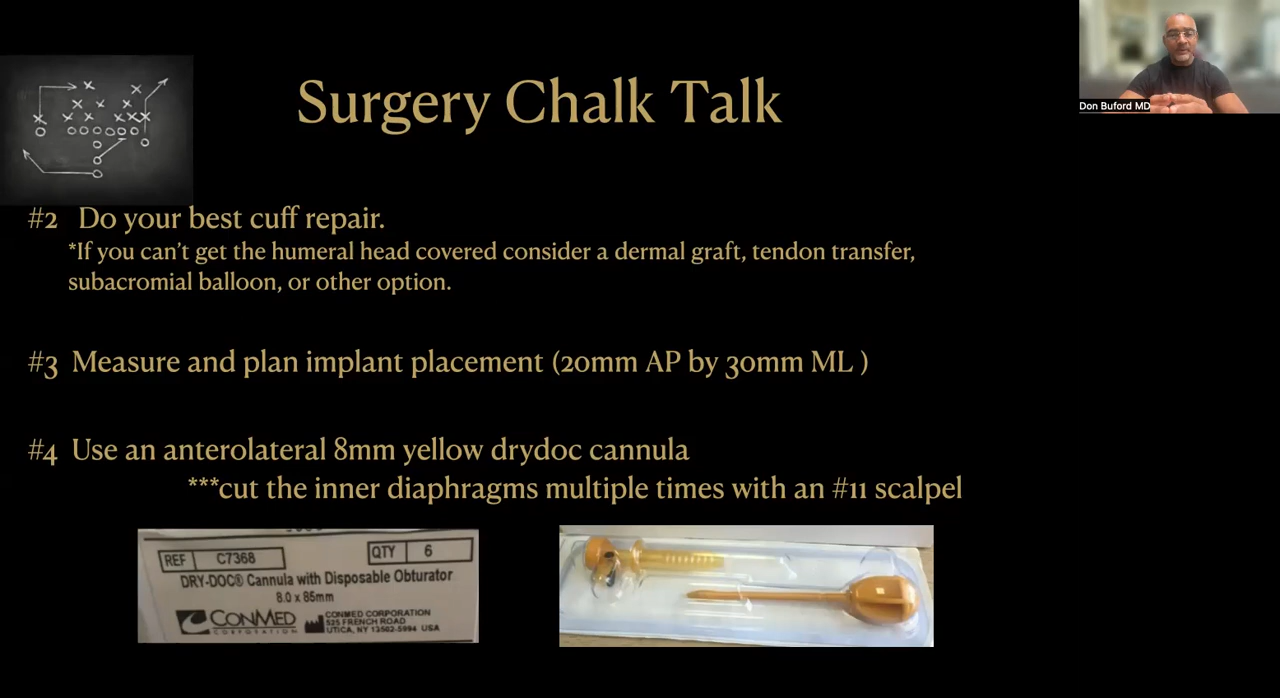 Surgery Chalk Talk
Don Buford MD
#2 Do your best cuff repair.
*If you can't get the humeral head covered consider a dermal graft, tendon transfer,
subacromial balloon, or other option.
#3 Measure and plan implant placement (20mm AP by 30mm ML )
#4 Use an anterolateral 8mm yellow drydoc cannula
***cut the inner diaphragms multiple times with an #11 scalpel
REF C7368 QTY 6
DRY-DOC® Cannula with Disposable Obturator
8.0 x 85mm
CONMED
CORPORATION
CONMED CORPORATION
525 FRENCH ROAD
UTICA, NY 13502-5994 USA